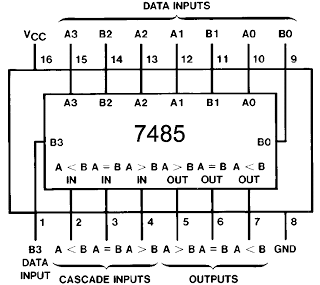 DATA INPUTS
VCC A3 B2 A2 A1 B1 A0 B0
16 15 14 13 12 11 10 9
A3 B2 A2 A1 B1 A0
7485
B3 B0
A < B A = B A > B A > B A = B A < B
IN IN IN OUT OUT OUT
1 2 3 4 5 6 7 8
B3 A < B A = B A > B A > B A = B A < B GND
DATA
INPUT CASCADE INPUTS OUTPUTS